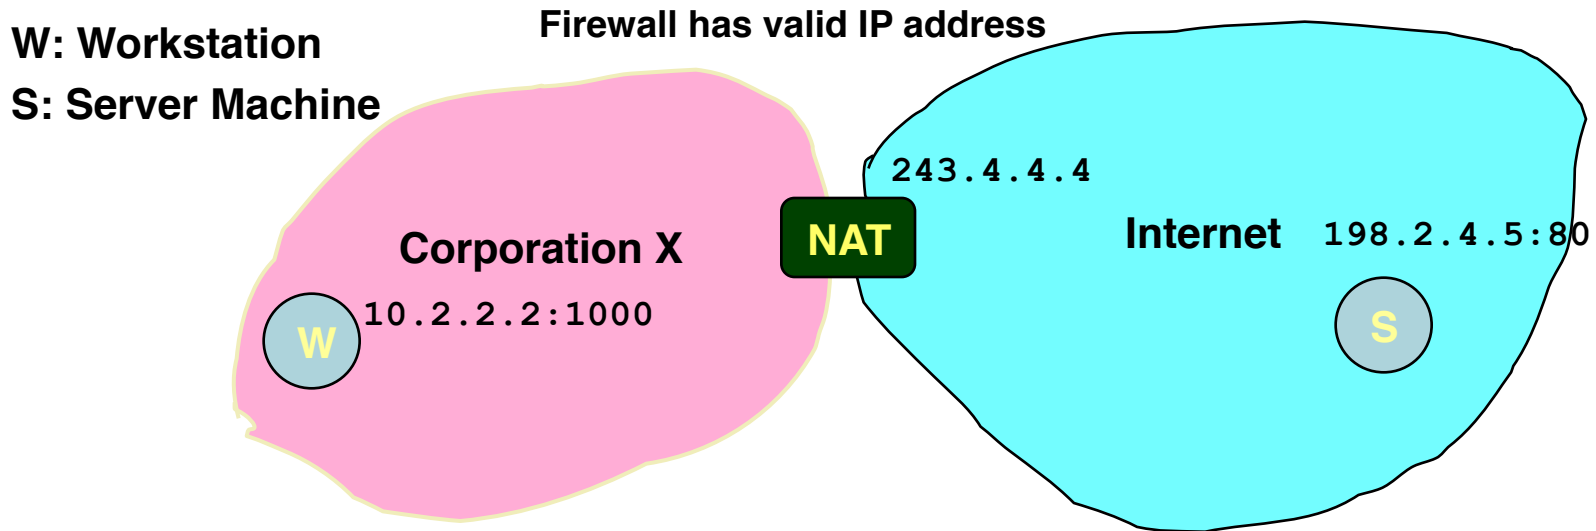 Firewall has valid IP address
W: Workstation
S: Server Machine
243.4.4.4
NAT
Corporation X
Internet 198.2.4.5:80
10.2.2.2:1000
W
S